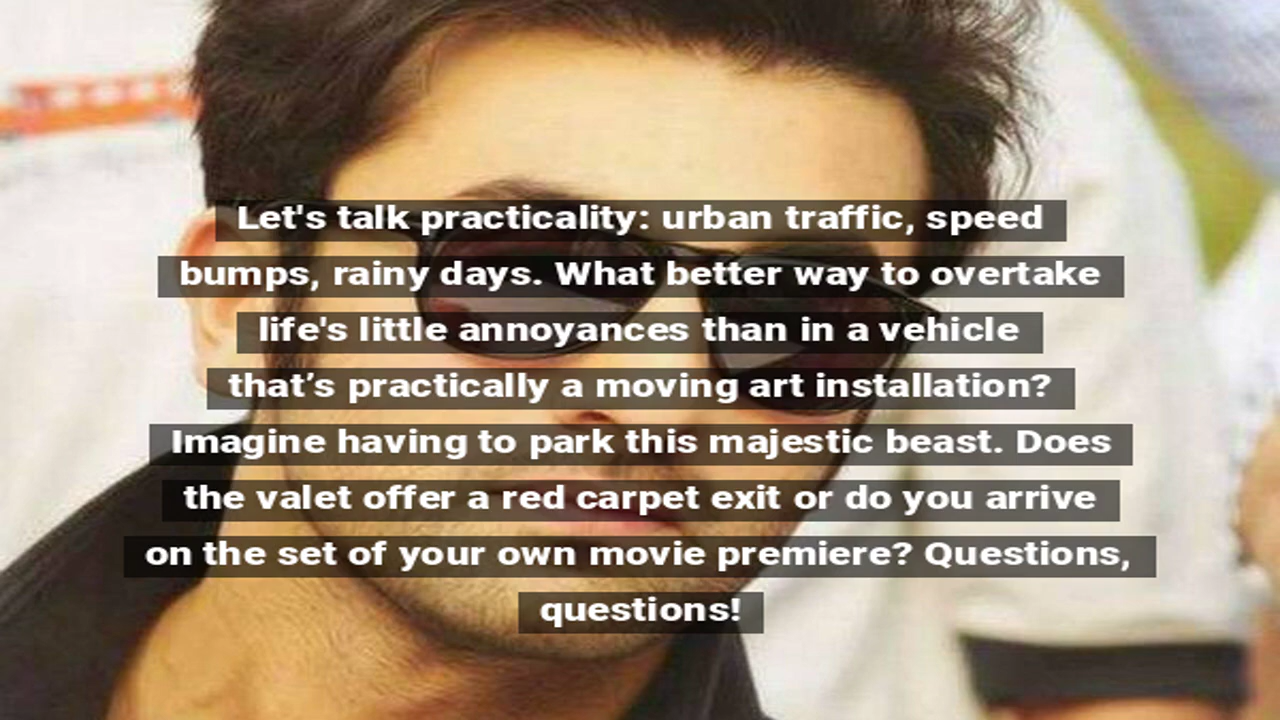 Let's talk practicality: urban traffic, speed
bumps, rainy days. What better way to overtake
life's little annoyances than in a vehicle
that’s practically a moving art installation?
Imagine having to park this majestic beast. Does
the valet offer a red carpet exit or do you arrive
on the set of your own movie premiere? Questions,
questions!